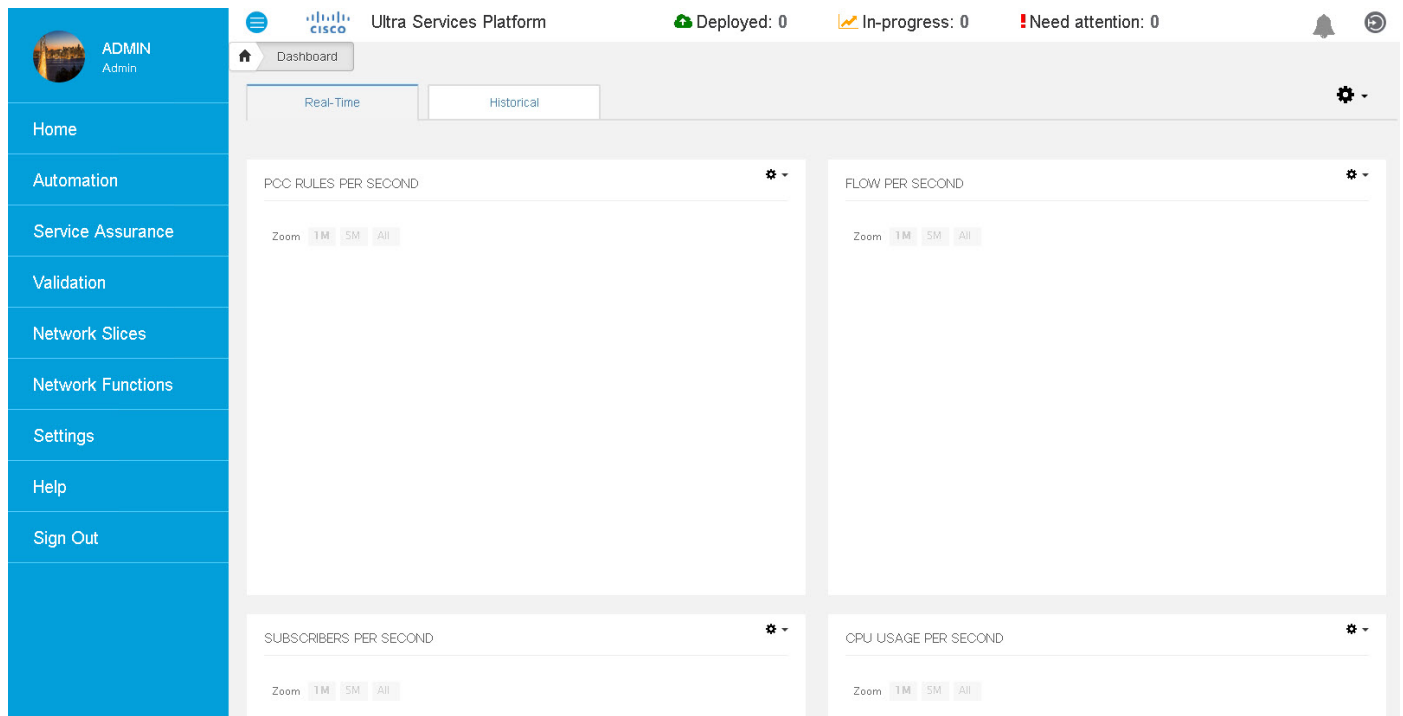 ADMIN
Admin
Home
Automation
Service Assurance
Validation
Network Slices
Network Functions
Settings
Help
Sign Out
CISCO Ultra Services Platform Deployed: 0 In-progress: 0 !Need attention: 0
Dashboard
Real-Time Historical
PCC RULES PER SECOND
Zoom 1M 5M All
FLOW PER SECOND
Zoom 1M 5M All
SUBSCRIBERS PER SECOND
Zoom 1M 5M All
CPU USAGE PER SECOND
Zoom 1M 5M All